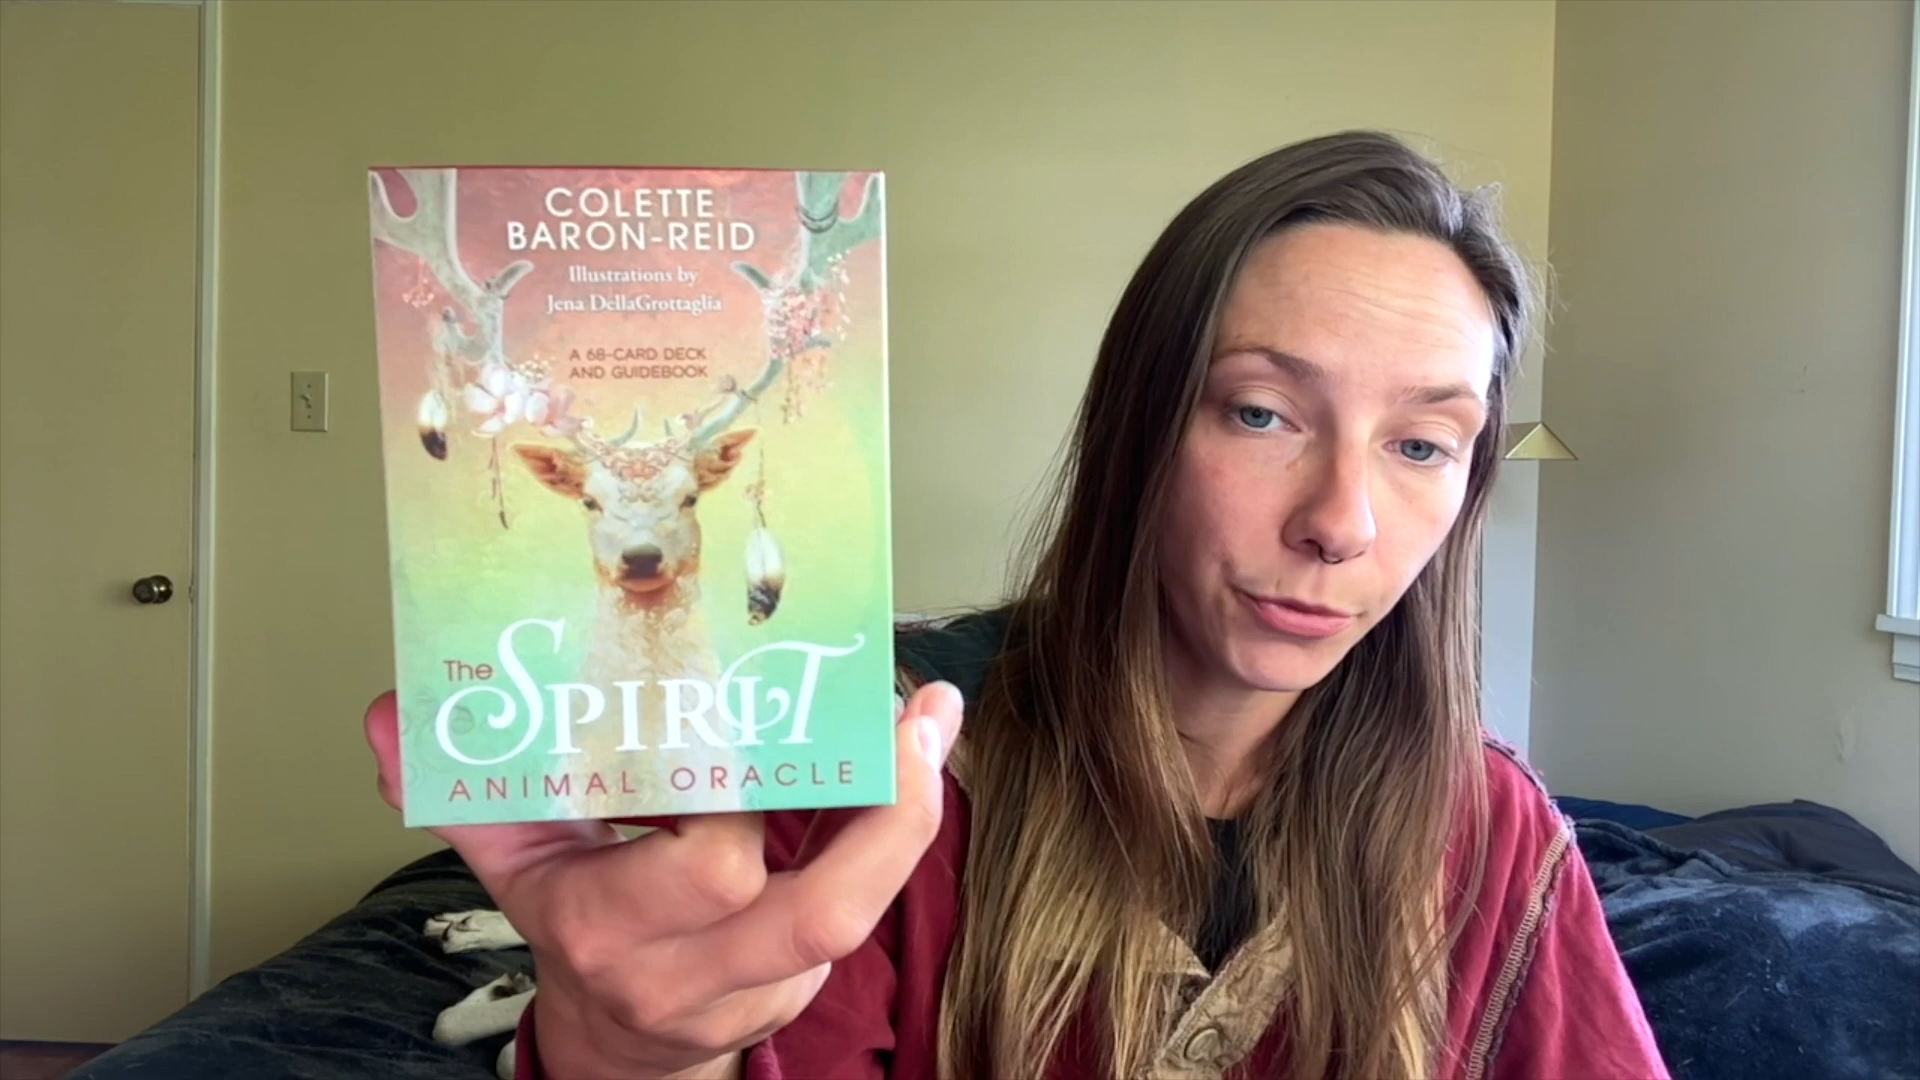 COLETTE
BARON-REID
Illustrations by
Jena DellaGrottaglia
A 68-CARD DECK
AND GUIDEBOOK
The SPIRIT
ANIMAL ORACLE